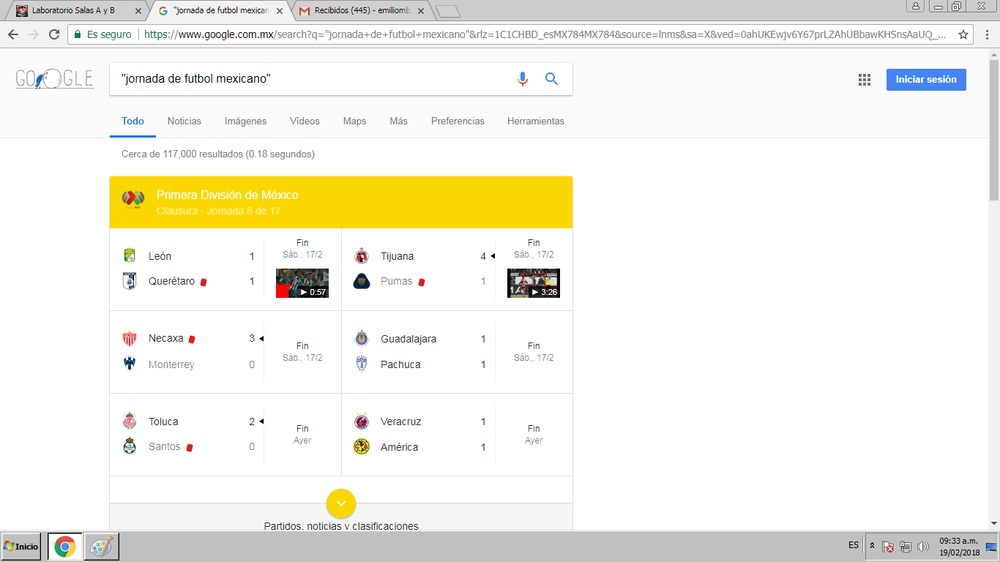 Laboratorio Salas A y B
"jornada de futbol mexican
Recibidos (445) - emiliomb
Es seguro
https://www.google.com.mx/search?q="jornada+de+futbol+mexicano"&rlz=1C1CHBD_esMX784MX784&source=lnms&sa=X&ved=0ahUKEwjv6Y67prLZAhUBbawKHSnsAaUQ_...
GOOGLE
"jornada de futbol mexicano"
Iniciar sesión
Todo
Noticias
Imágenes
Vídeos
Maps
Más
Preferencias
Herramientas
Cerca de 117,000 resultados (0.18 segundos)
Primera División de México
Clausura - Jornada 8 de 17
León 1
Querétaro 1
Fin
Sáb., 17/2
0:57
Tijuana 4
Pumas 1
Fin
Sáb., 17/2
3:26
Necaxa 3
Monterrey 0
Fin
Sáb., 17/2
Guadalajara 1
Pachuca 1
Fin
Sáb., 17/2
Toluca 2
Santos 0
Fin
Ayer
Veracruz 1
América 1
Fin
Ayer
Partidos, noticias y clasificaciones
Inicio
ES
09:33 a.m.
19/02/2018